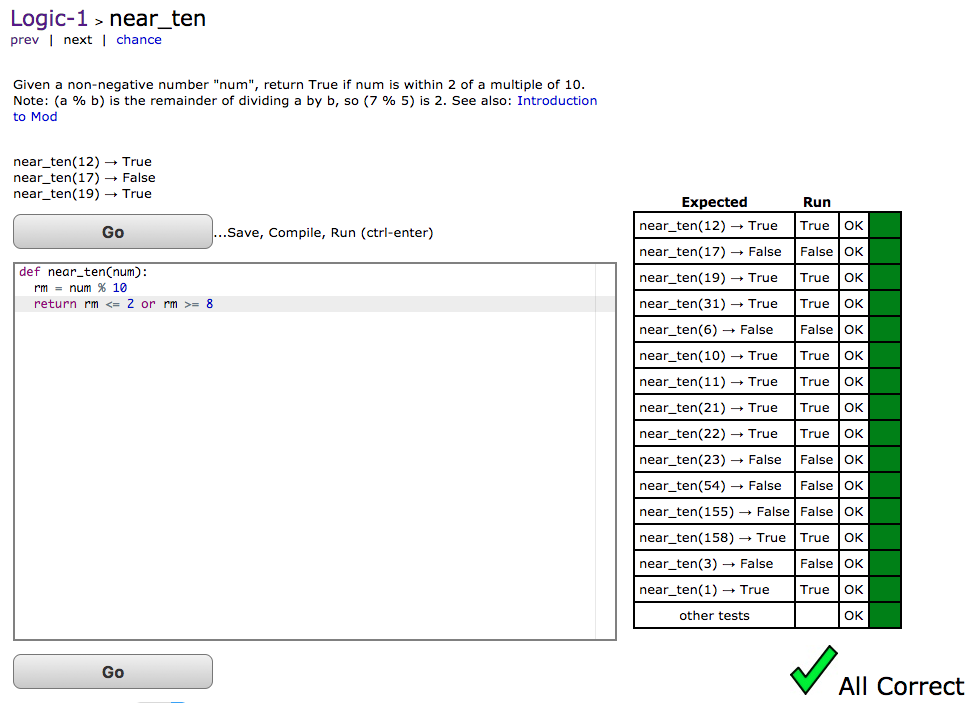 Logic-1 > near_ten
prev | next | chance
Given a non-negative number "num", return True if num is within 2 of a multiple of 10.
Note: (a % b) is the remainder of dividing a by b, so (7 % 5) is 2. See also: Introduction
to Mod
near_ten(12) → True
near_ten(17) → False
near_ten(19) → True
Go
...Save, Compile, Run (ctrl-enter)
def near_ten(num):
  rm = num % 10
  return rm <= 2 or rm >= 8
Go
Expected Run
near_ten(12) → True True OK
near_ten(17) → False False OK
near_ten(19) → True True OK
near_ten(31) → True True OK
near_ten(6) → False False OK
near_ten(10) → True True OK
near_ten(11) → True True OK
near_ten(21) → True True OK
near_ten(22) → True True OK
near_ten(23) → False False OK
near_ten(54) → False False OK
near_ten(155) → False False OK
near_ten(158) → True True OK
near_ten(3) → False False OK
near_ten(1) → True True OK
other tests OK
All Correct